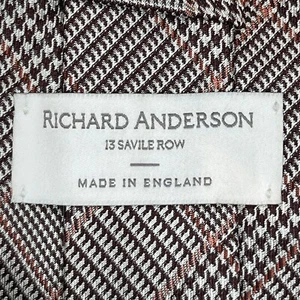 RICHARD ANDERSON
13 SAVILE ROW
MADE IN ENGLAND